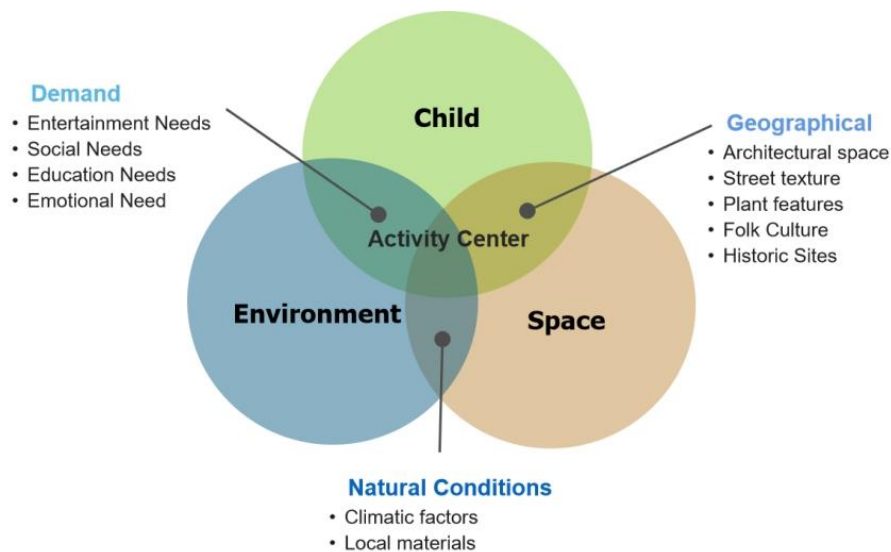 Demand
• Entertainment Needs
• Social Needs
• Education Needs
• Emotional Need
Child
Geographical
• Architectural space
• Street texture
• Plant features
• Folk Culture
• Historic Sites
Activity Center
Environment
Space
Natural Conditions
• Climatic factors
• Local materials